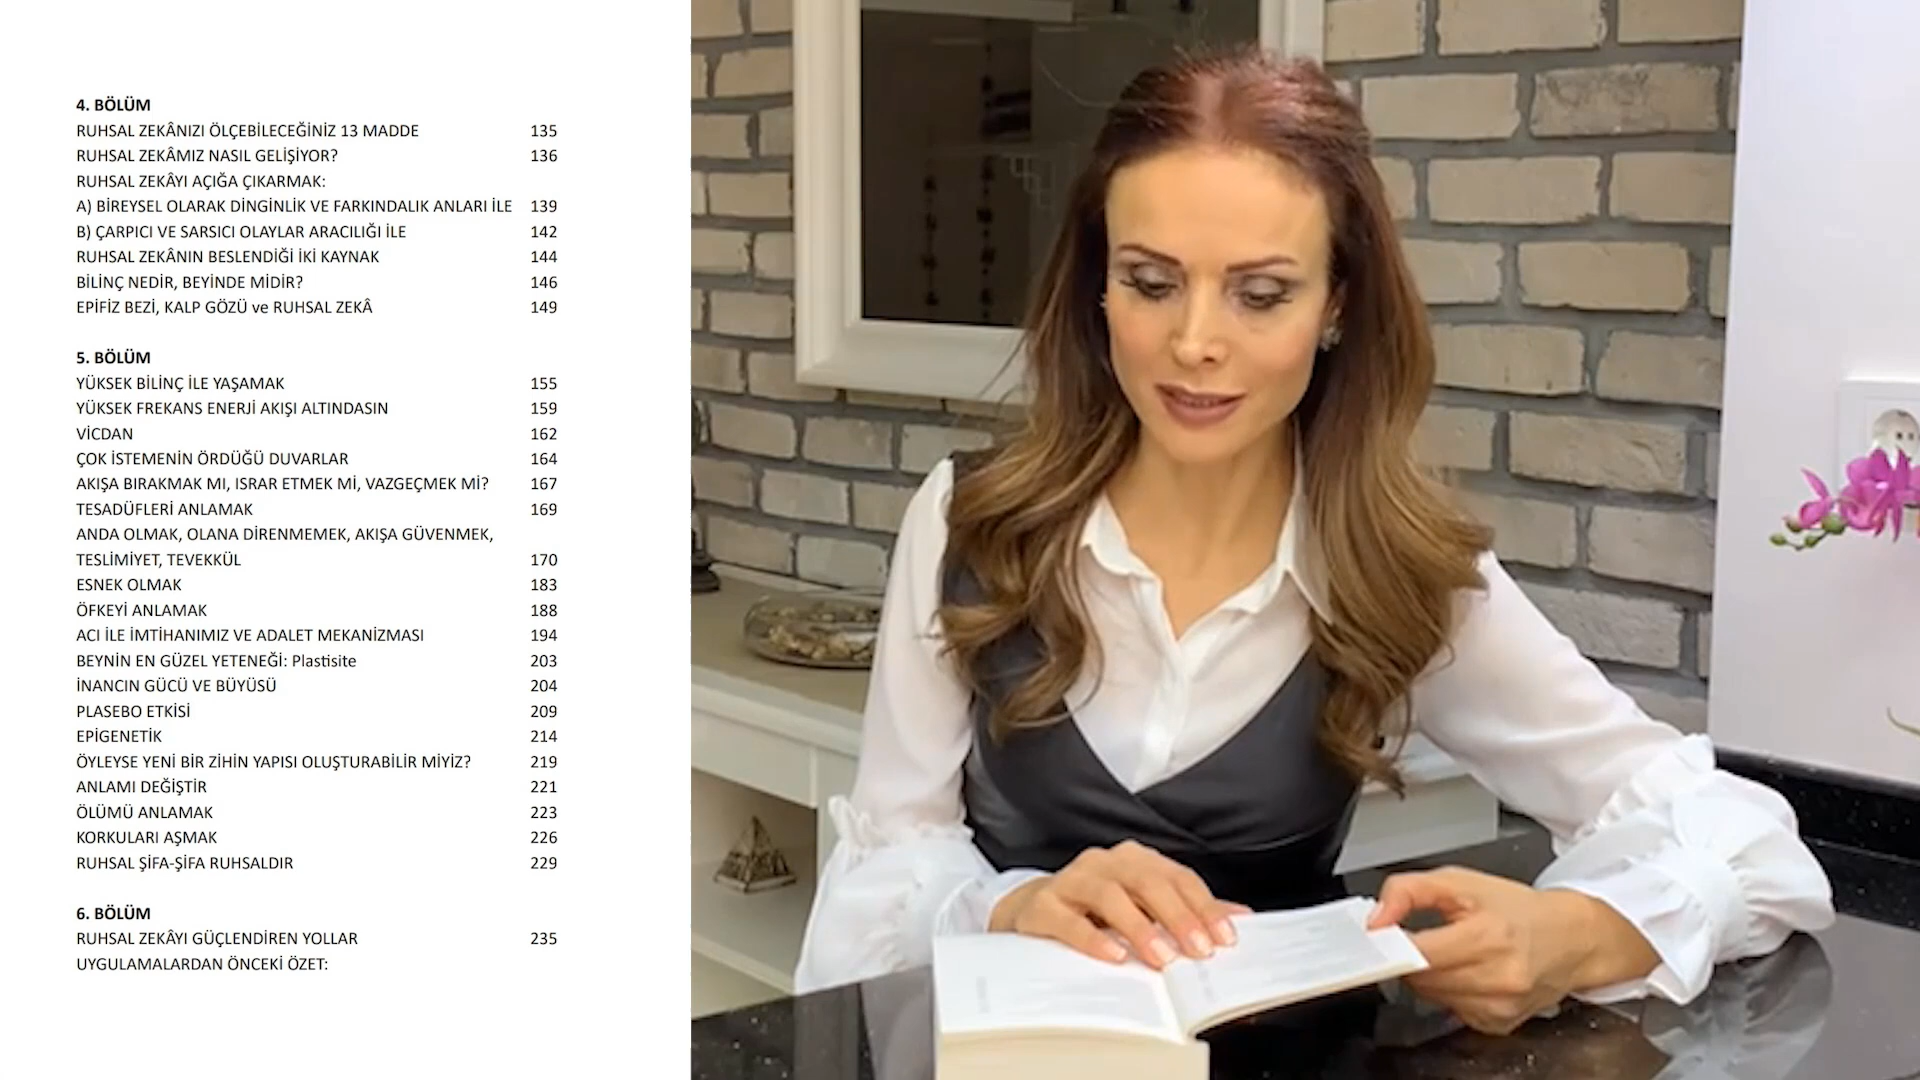 4. BÖLÜM
RUHSAL ZEKÂNIZI ÖLÇEBİLECEĞİNİZ 13 MADDE 135
RUHSAL ZEKÂMIZ NASIL GELİŞİYOR? 136
RUHSAL ZEKÂYI AÇIĞA ÇIKARMAK:
A) BİREYSEL OLARAK DİNGİNLİK VE FARKINDALIK ANLARI İLE 139
B) ÇARPICI VE SARSICI OLAYLAR ARACILIĞI İLE 142
RUHSAL ZEKÂNIN BESLENDİĞİ İKİ KAYNAK 144
BİLİNÇ NEDİR, BEYİNDE MİDİR? 146
EPİFİZ BEZİ, KALP GÖZÜ ve RUHSAL ZEKÂ 149
5. BÖLÜM
YÜKSEK BİLİNÇ İLE YAŞAMAK 155
YÜKSEK FREKANS ENERJİ AKIŞI ALTINDASIN 159
VİCDAN 162
ÇOK İSTEMENİN ÖRDÜĞÜ DUVARLAR 164
AKIŞA BIRAKMAK MI, ISRAR ETMEK Mİ, VAZGEÇMEK Mİ? 167
TESADÜFLERİ ANLAMAK 169
ANDA OLMAK, OLANA DİRENMEMEK, AKIŞA GÜVENMEK,
TESLİMİYET, TEVEKKÜL 170
ESNEK OLMAK 183
ÖFKEYİ ANLAMAK 188
ACI İLE İMTİHANIMIZ VE ADALET MEKANİZMASI 194
BEYNİN EN GÜZEL YETENEĞİ: Plastisite 203
İNANCIN GÜCÜ VE BÜYÜSÜ 204
PLASEBO ETKİSİ 209
EPİGENETİK 214
ÖYLEYSE YENİ BİR ZİHİN YAPISI OLUŞTURABİLİR MİYİZ? 219
ANLAMI DEĞİŞTİR 221
ÖLÜMÜ ANLAMAK 223
KORKULARI AŞMAK 226
RUHSAL ŞİFA-ŞİFA RUHSALDIR 229
6. BÖLÜM
RUHSAL ZEKÂYI GÜÇLENDİREN YOLLAR 235
UYGULAMALARDAN ÖNCEKİ ÖZET: